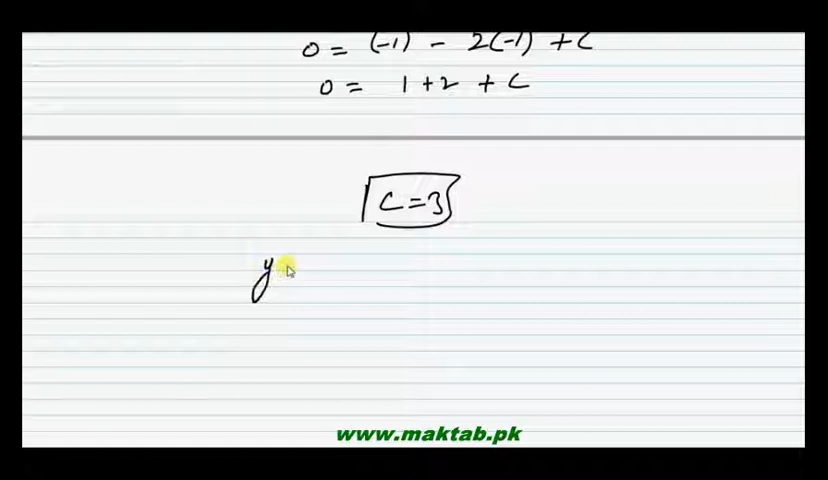 0 = (-1) - 2(-1) + C
0 = 1 + 2 + C
C = 3
y
www.maktab.pk